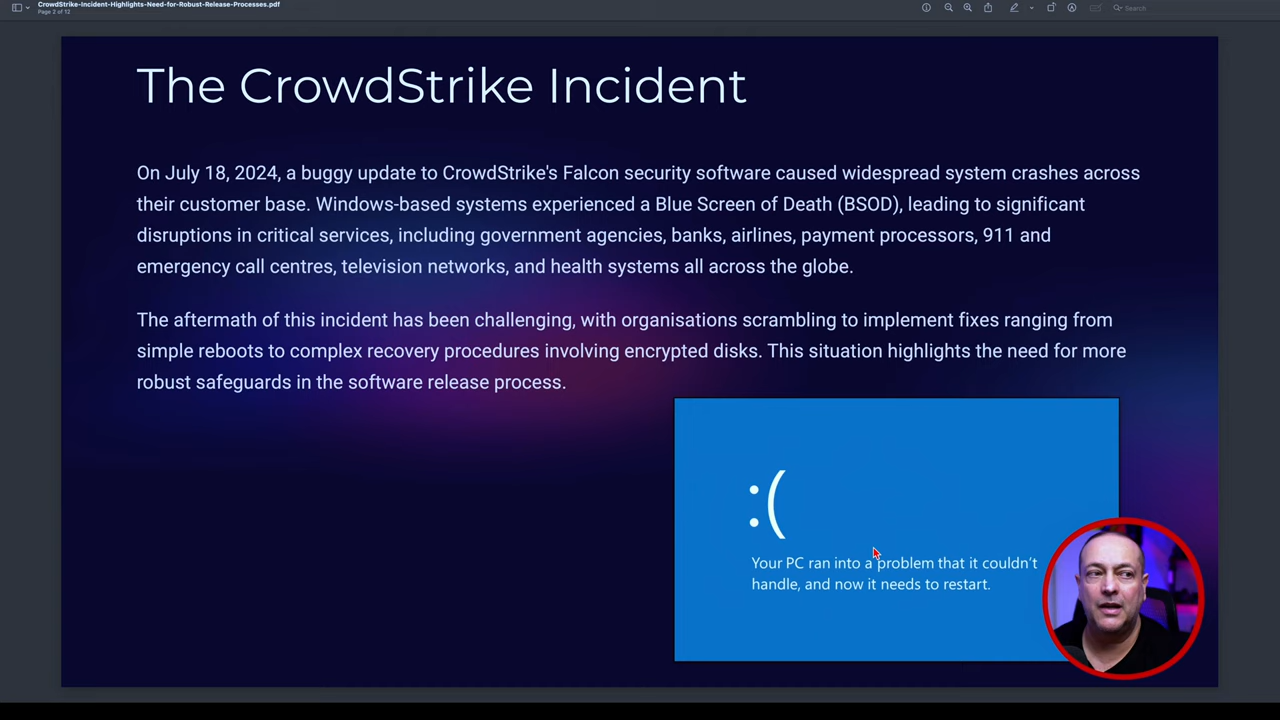 CrowdStrike-Incident-Highlights-Need-for-Robust-Release-Processes.pdf
Page 2 of 12
Search
The CrowdStrike Incident
On July 18, 2024, a buggy update to CrowdStrike's Falcon security software caused widespread system crashes across
their customer base. Windows-based systems experienced a Blue Screen of Death (BSOD), leading to significant
disruptions in critical services, including government agencies, banks, airlines, payment processors, 911 and
emergency call centres, television networks, and health systems all across the globe.
The aftermath of this incident has been challenging, with organisations scrambling to implement fixes ranging from
simple reboots to complex recovery procedures involving encrypted disks. This situation highlights the need for more
robust safeguards in the software release process.
:(
Your PC ran into a problem that it couldn't
handle, and now it needs to restart.